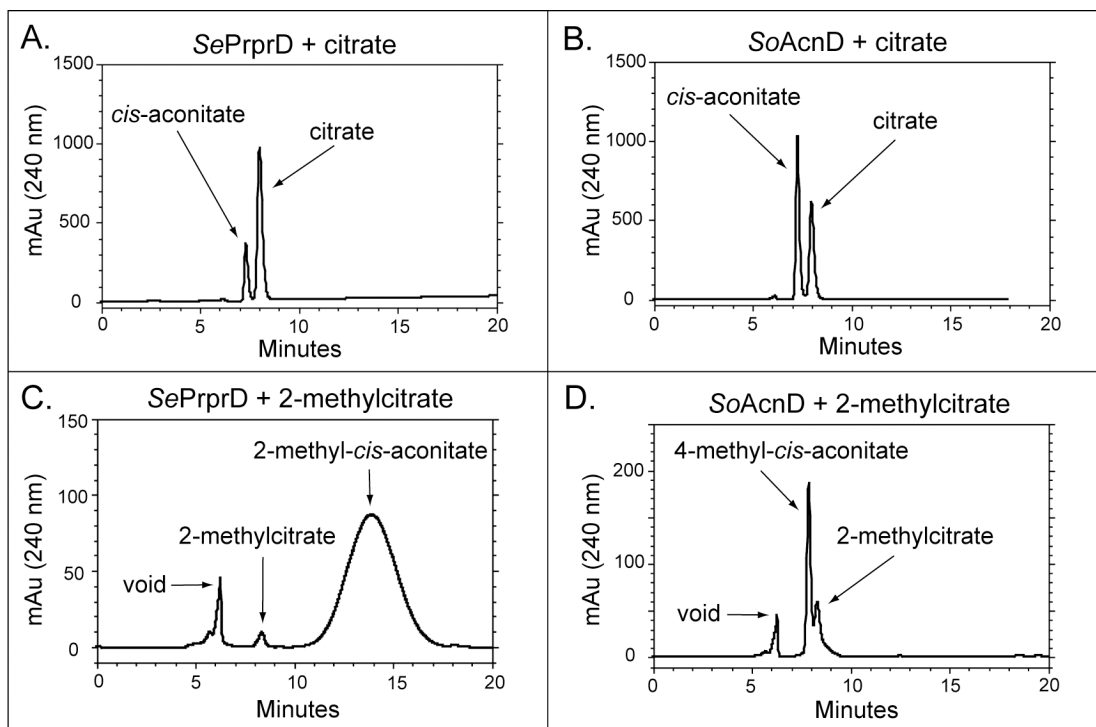 A.
SePrprD + citrate
mAu (240 nm)
1500
1000
500
0
cis-aconitate
citrate
0 5 10 15 20
Minutes
B.
SoAcnD + citrate
mAu (240 nm)
1500
1000
500
0
cis-aconitate
citrate
0 5 10 15 20
Minutes
C.
SePrprD + 2-methylcitrate
mAu (240 nm)
150
100
50
0
2-methyl-cis-aconitate
2-methylcitrate
void
0 5 10 15 20
Minutes
D.
SoAcnD + 2-methylcitrate
mAu (240 nm)
200
100
0
4-methyl-cis-aconitate
2-methylcitrate
void
0 5 10 15 20
Minutes